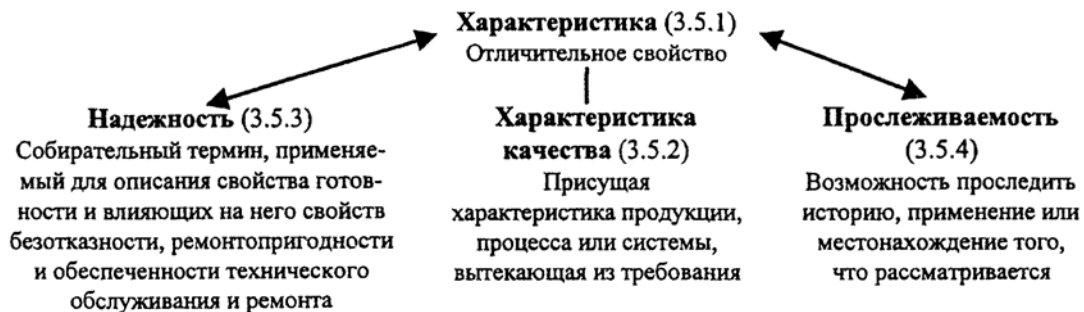 Характеристика (3.5.1)
Отличительное свойство
Надежность (3.5.3)
Собирательный термин, применяе-
мый для описания свойства готов-
ности и влияющих на него свойств
безотказности, ремонтопригодности
и обеспеченности технического
обслуживания и ремонта
Характеристика
качества (3.5.2)
Присущая
характеристика продукции,
процесса или системы,
вытекающая из требования
Прослеживаемость
(3.5.4)
Возможность проследить
историю, применение или
местонахождение того,
что рассматривается